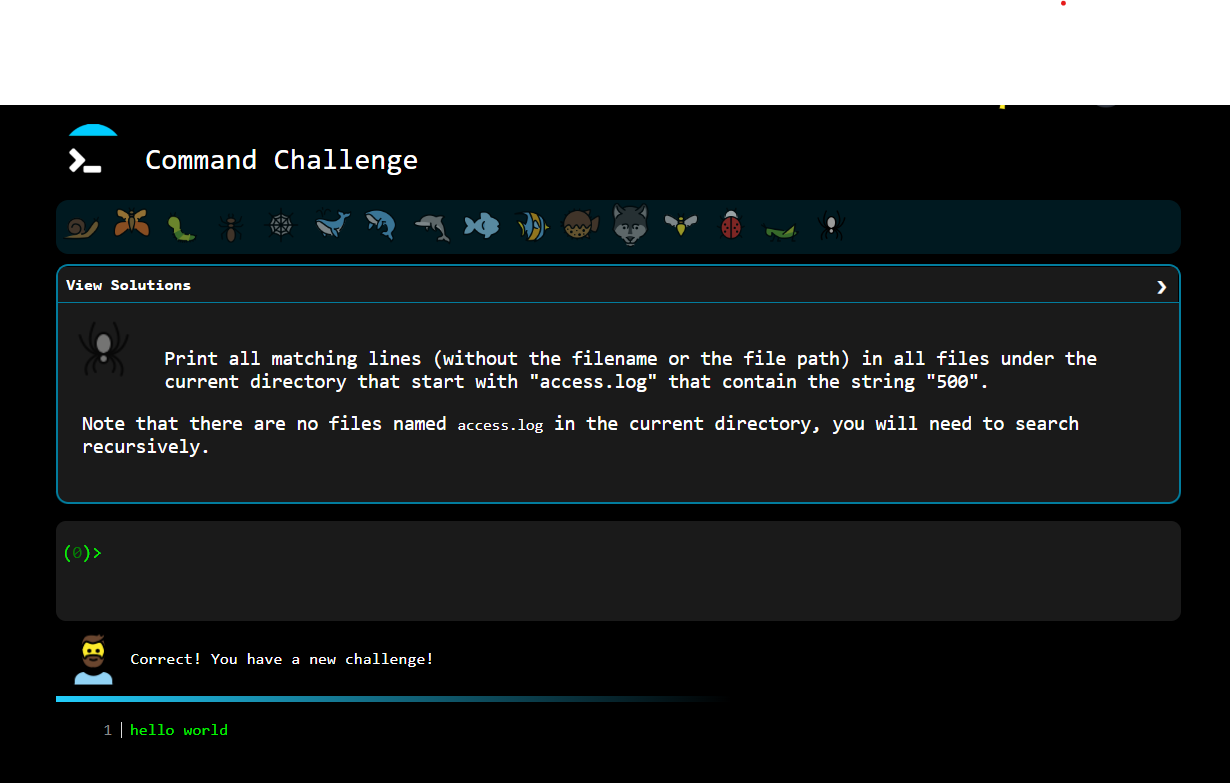 Command Challenge
View Solutions
Print all matching lines (without the filename or the file path) in all files under the
current directory that start with "access.log" that contain the string "500".
Note that there are no files named access.log in the current directory, you will need to search
recursively.
(0)>
Correct! You have a new challenge!
1 hello world